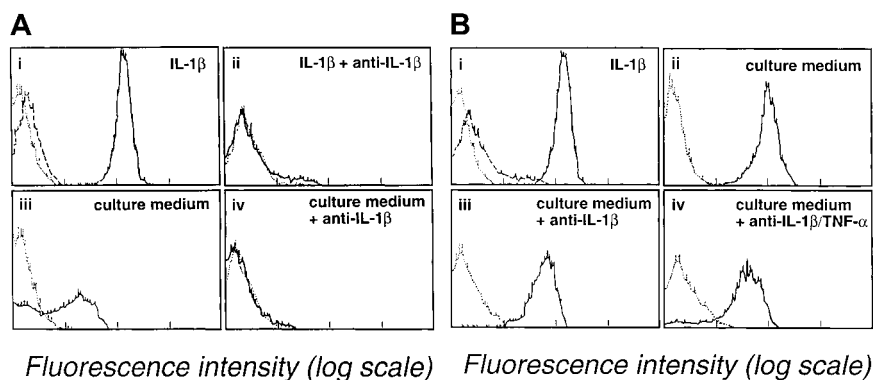 A
i
IL-1β
ii
IL-1β + anti-IL-1β
iii
culture medium
iv
culture medium
+ anti-IL-1β
Fluorescence intensity (log scale)
B
i
IL-1β
ii
culture medium
iii
culture medium
+ anti-IL-1β
iv
culture medium
+ anti-IL-1β/TNF-α
Fluorescence intensity (log scale)